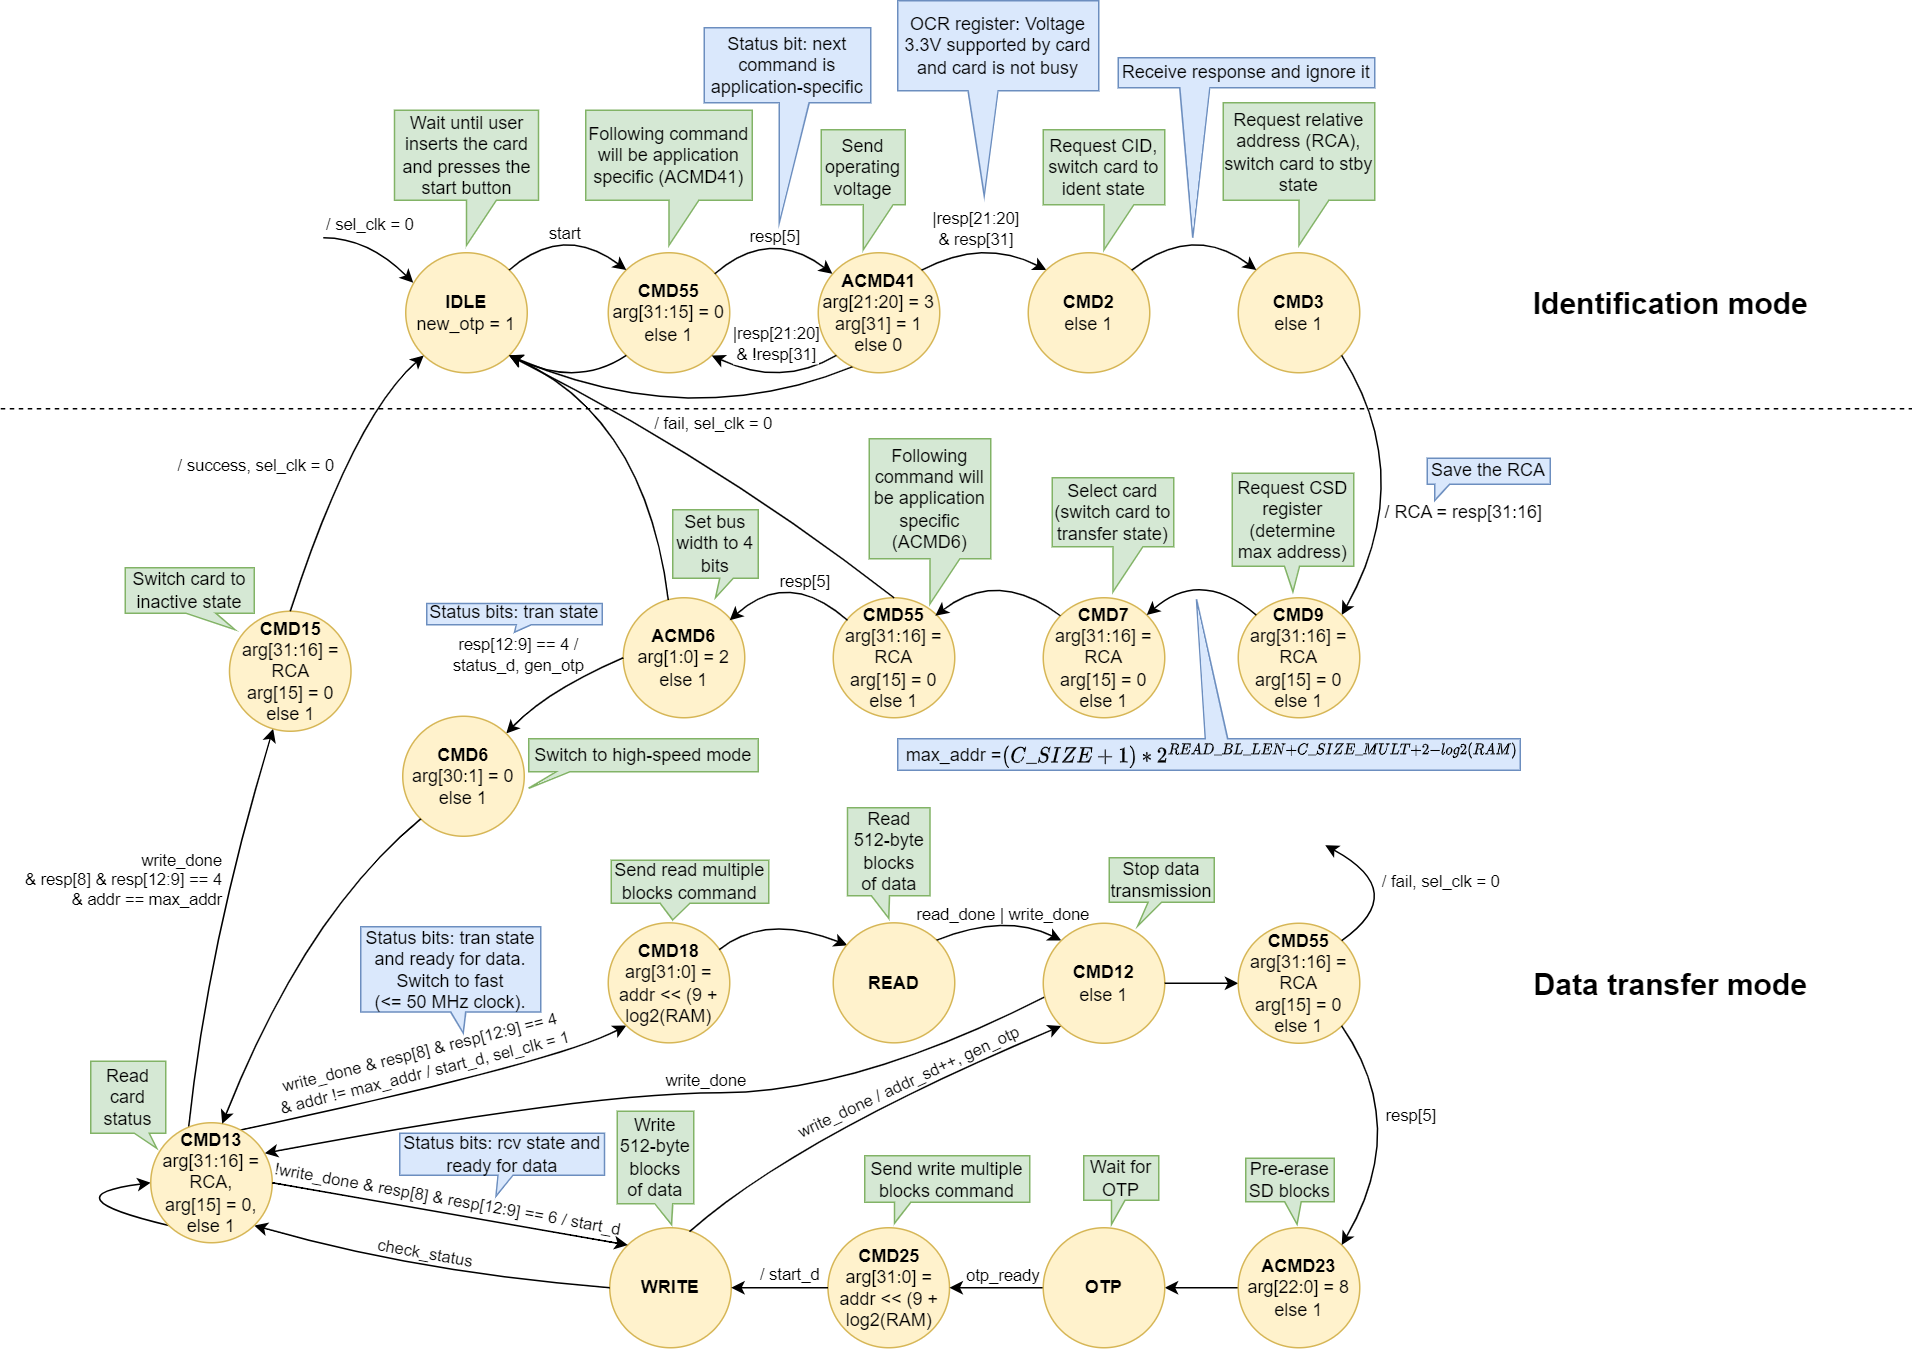 OCR register: Voltage
3.3V supported by card
and card is not busy
Status bit: next
command is
application-specific
Receive response and ignore it
Wait until user
inserts the card
and presses the
start button
Following command
will be application
specific (ACMD41)
Send
operating
voltage
Request CID,
switch card to
ident state
Request relative
address (RCA),
switch card to stby
state
/ sel_clk = 0
start
resp[5]
|resp[21:20]
& resp[31]
IDLE
new_otp = 1
CMD55
arg[31:15] = 0
else 1
ACMD41
arg[21:20] = 3
arg[31] = 1
else 0
CMD2
else 1
CMD3
else 1
Identification mode
|resp[21:20]
& !resp[31]
/ fail, sel_clk = 0
/ success, sel_clk = 0
Following
command will
be application
specific
(ACMD6)
Select card
(switch card to
transfer state)
Request CSD
register
(determine
max address)
Save the RCA
/ RCA = resp[31:16]
Set bus
width to 4
bits
resp[5]
Switch card to
inactive state
Status bits: tran state
resp[12:9] == 4 /
status_d, gen_otp
CMD15
arg[31:16] =
RCA
arg[15] = 0
else 1
ACMD6
arg[1:0] = 2
else 1
CMD55
arg[31:16] =
RCA
arg[15] = 0
else 1
CMD7
arg[31:16] =
RCA
arg[15] = 0
else 1
CMD9
arg[31:16] =
RCA
arg[15] = 0
else 1
max_addr =(C_SIZE + 1) * 2^{READ_BL_LEN+C_SIZE_MULT+2-log2(RAM)}
CMD6
arg[30:1] = 0
else 1
Switch to high-speed mode
write_done
& resp[8] & resp[12:9] == 4
& addr == max_addr
Send read multiple
blocks command
Read
512-byte
blocks
of data
Stop data
transmission
/ fail, sel_clk = 0
read_done | write_done
Status bits: tran state
and ready for data.
Switch to fast
(<= 50 MHz clock).
CMD18
arg[31:0] =
addr << (9 +
log2(RAM)
READ
CMD12
else 1
CMD55
arg[31:16] =
RCA
arg[15] = 0
else 1
Data transfer mode
write_done & resp[8] & resp[12:9] == 4
& addr != max_addr / start_d, sel_clk = 1
write_done
write_done / addr_sd++, gen_otp
resp[5]
Read
card
status
CMD13
arg[31:16] =
RCA,
arg[15] = 0,
else 1
Status bits: rcv state and
ready for data
!write_done & resp[8] & resp[12:9] == 6 / start_d
check_status
Write
512-byte
blocks
of data
Send write multiple
blocks command
Wait for
OTP
Pre-erase
SD blocks
WRITE
/ start_d
CMD25
arg[31:0] =
addr << (9 +
log2(RAM)
otp_ready
OTP
ACMD23
arg[22:0] = 8
else 1